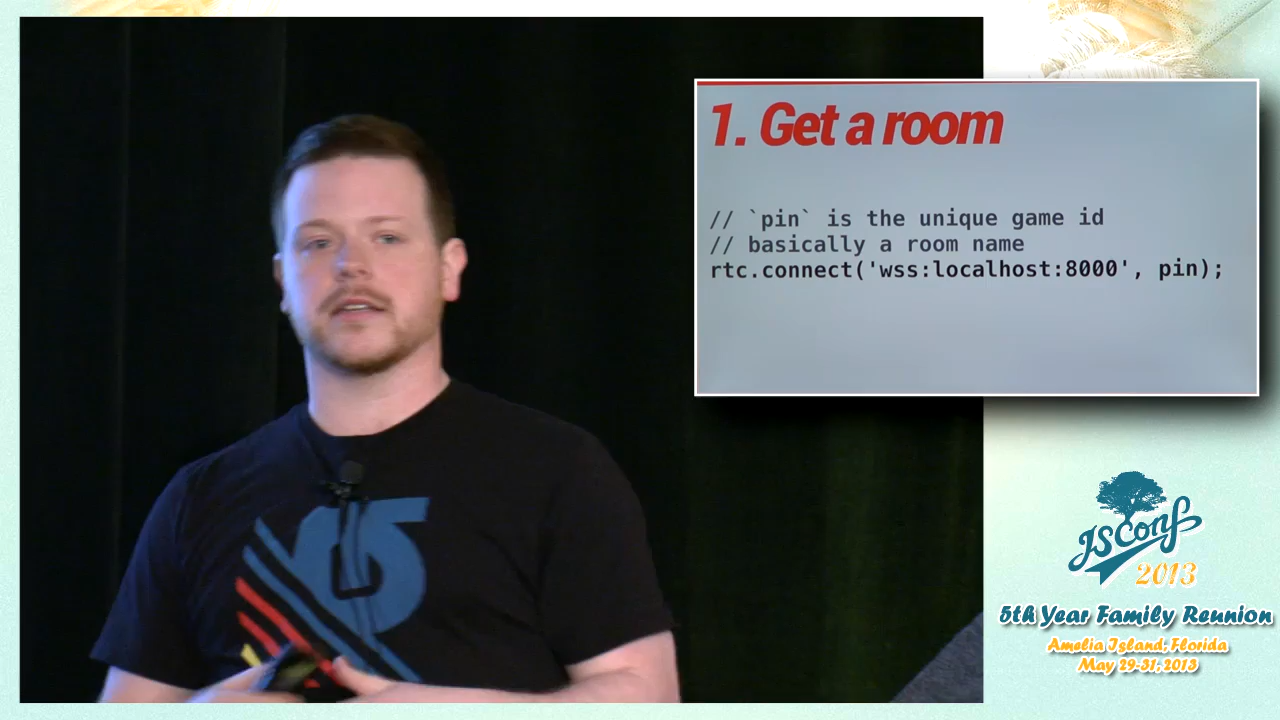 1. Get a room
// `pin` is the unique game id
// basically a room name
rtc.connect('wss:localhost:8000', pin);
JSConf
2013
5th Year Family Reunion
Amelia Island, Florida
May 29-31, 2013